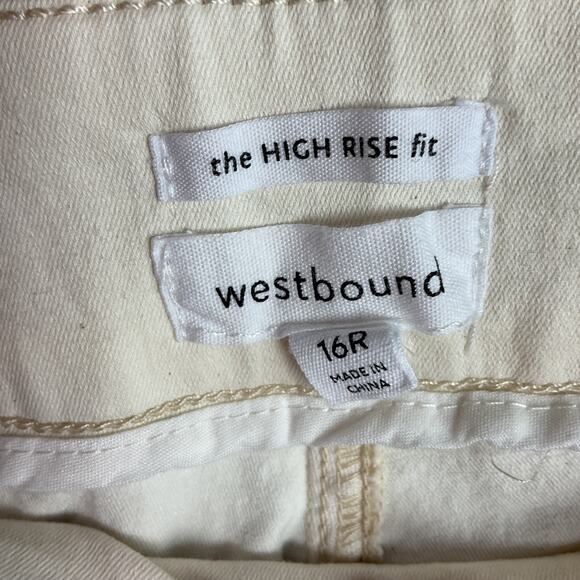 the HIGH RISE fit
westbound
16R
MADE IN
CHINA